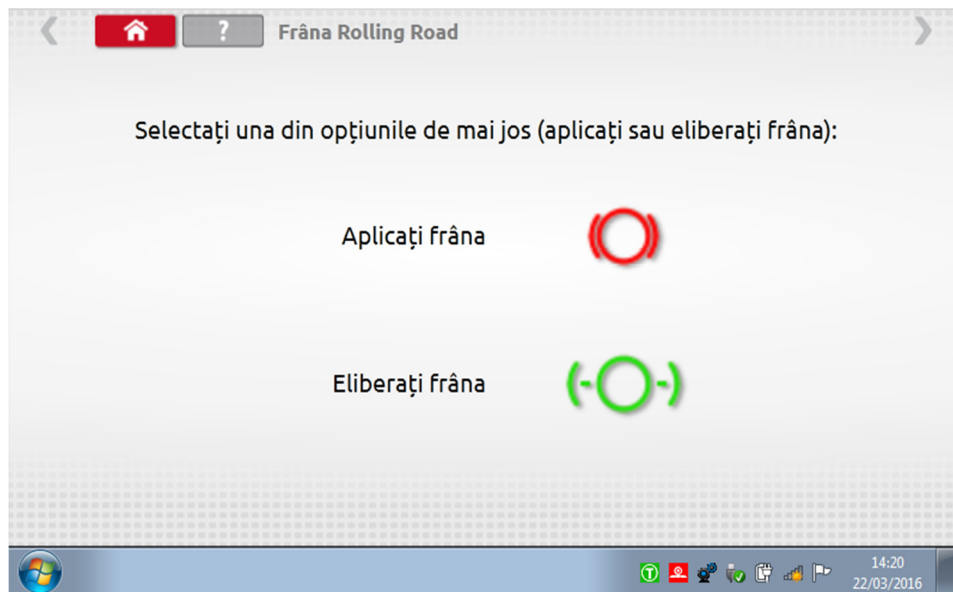 ? Frâna Rolling Road
Selectați una din opțiunile de mai jos (aplicați sau eliberați frâna):
Aplicați frâna
Eliberați frâna
T
14:20
22/03/2016